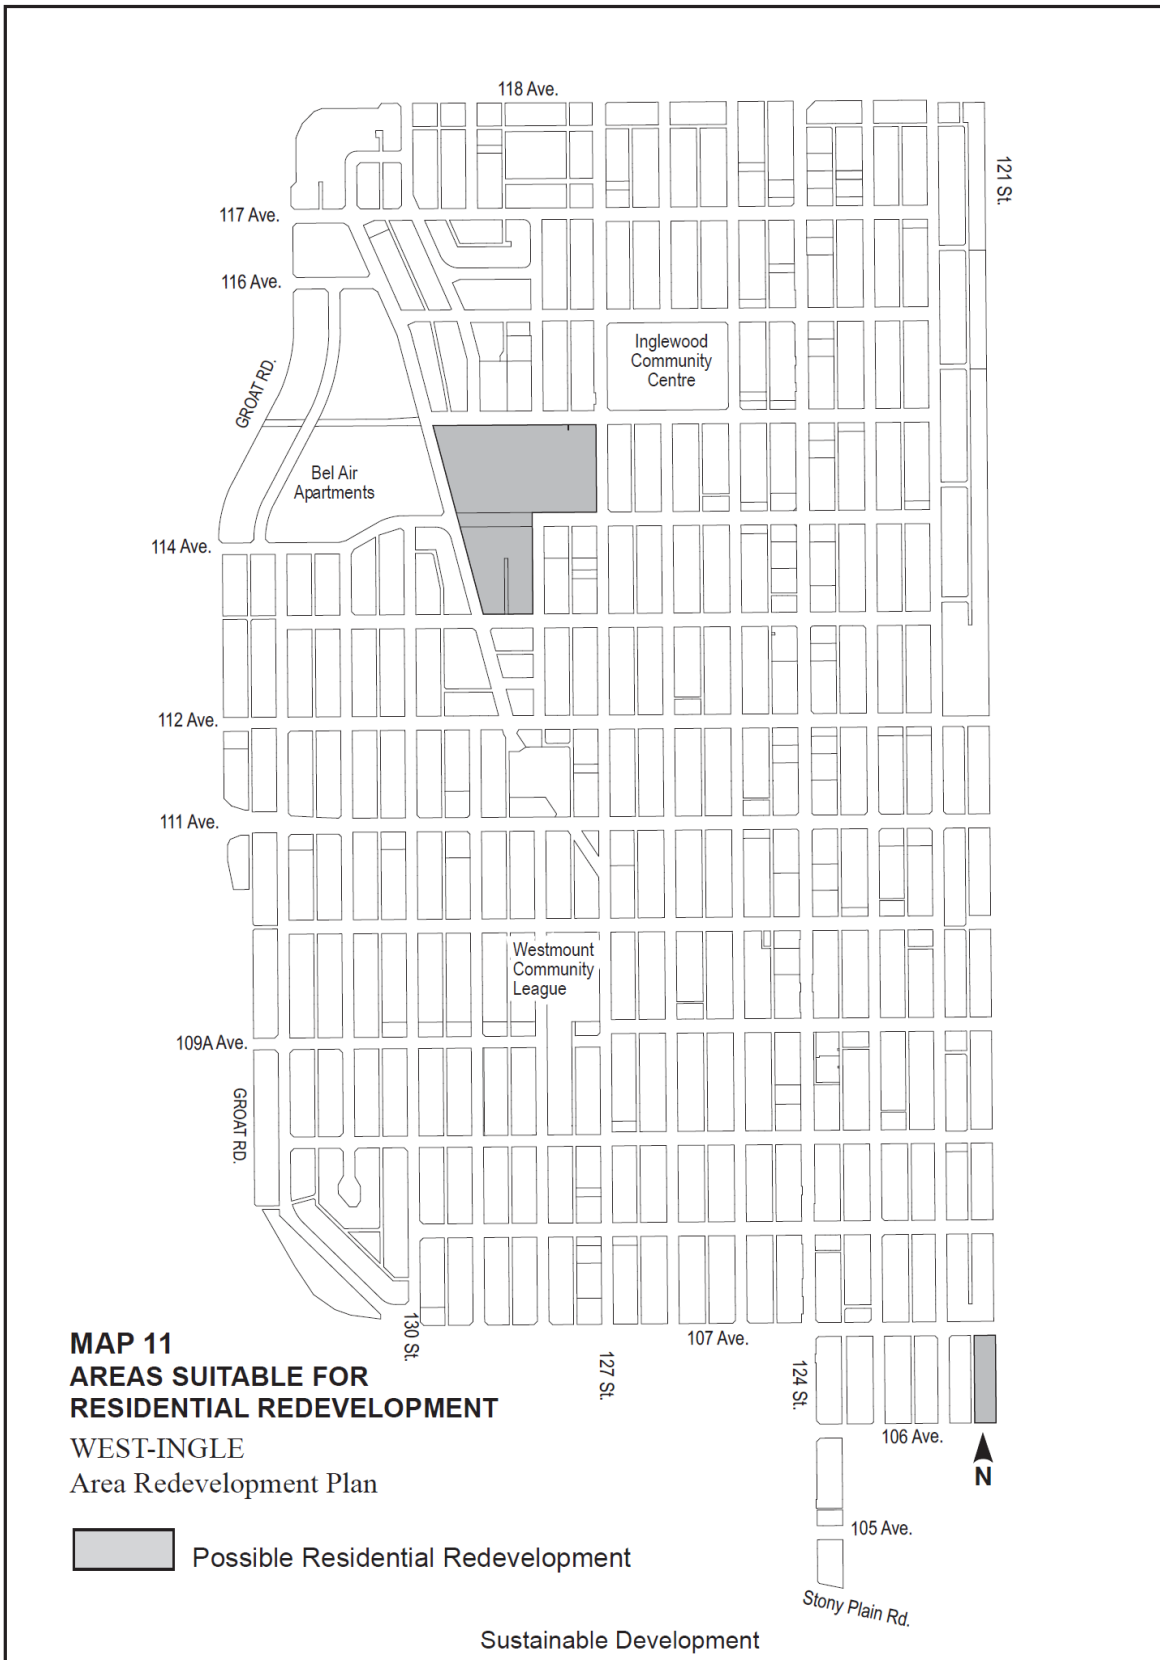 118 Ave.
121 St.
117 Ave.
116 Ave.
Inglewood
Community
Centre
GROAT RD.
Bel Air
Apartments
114 Ave.
112 Ave.
111 Ave.
Westmount
Community
League
109A Ave.
GROAT RD.
130 St.
107 Ave.
127 St.
124 St.
MAP 11
AREAS SUITABLE FOR
RESIDENTIAL REDEVELOPMENT
WEST-INGLE
Area Redevelopment Plan
106 Ave.
N
105 Ave.
Possible Residential Redevelopment
Stony Plain Rd.
Sustainable Development